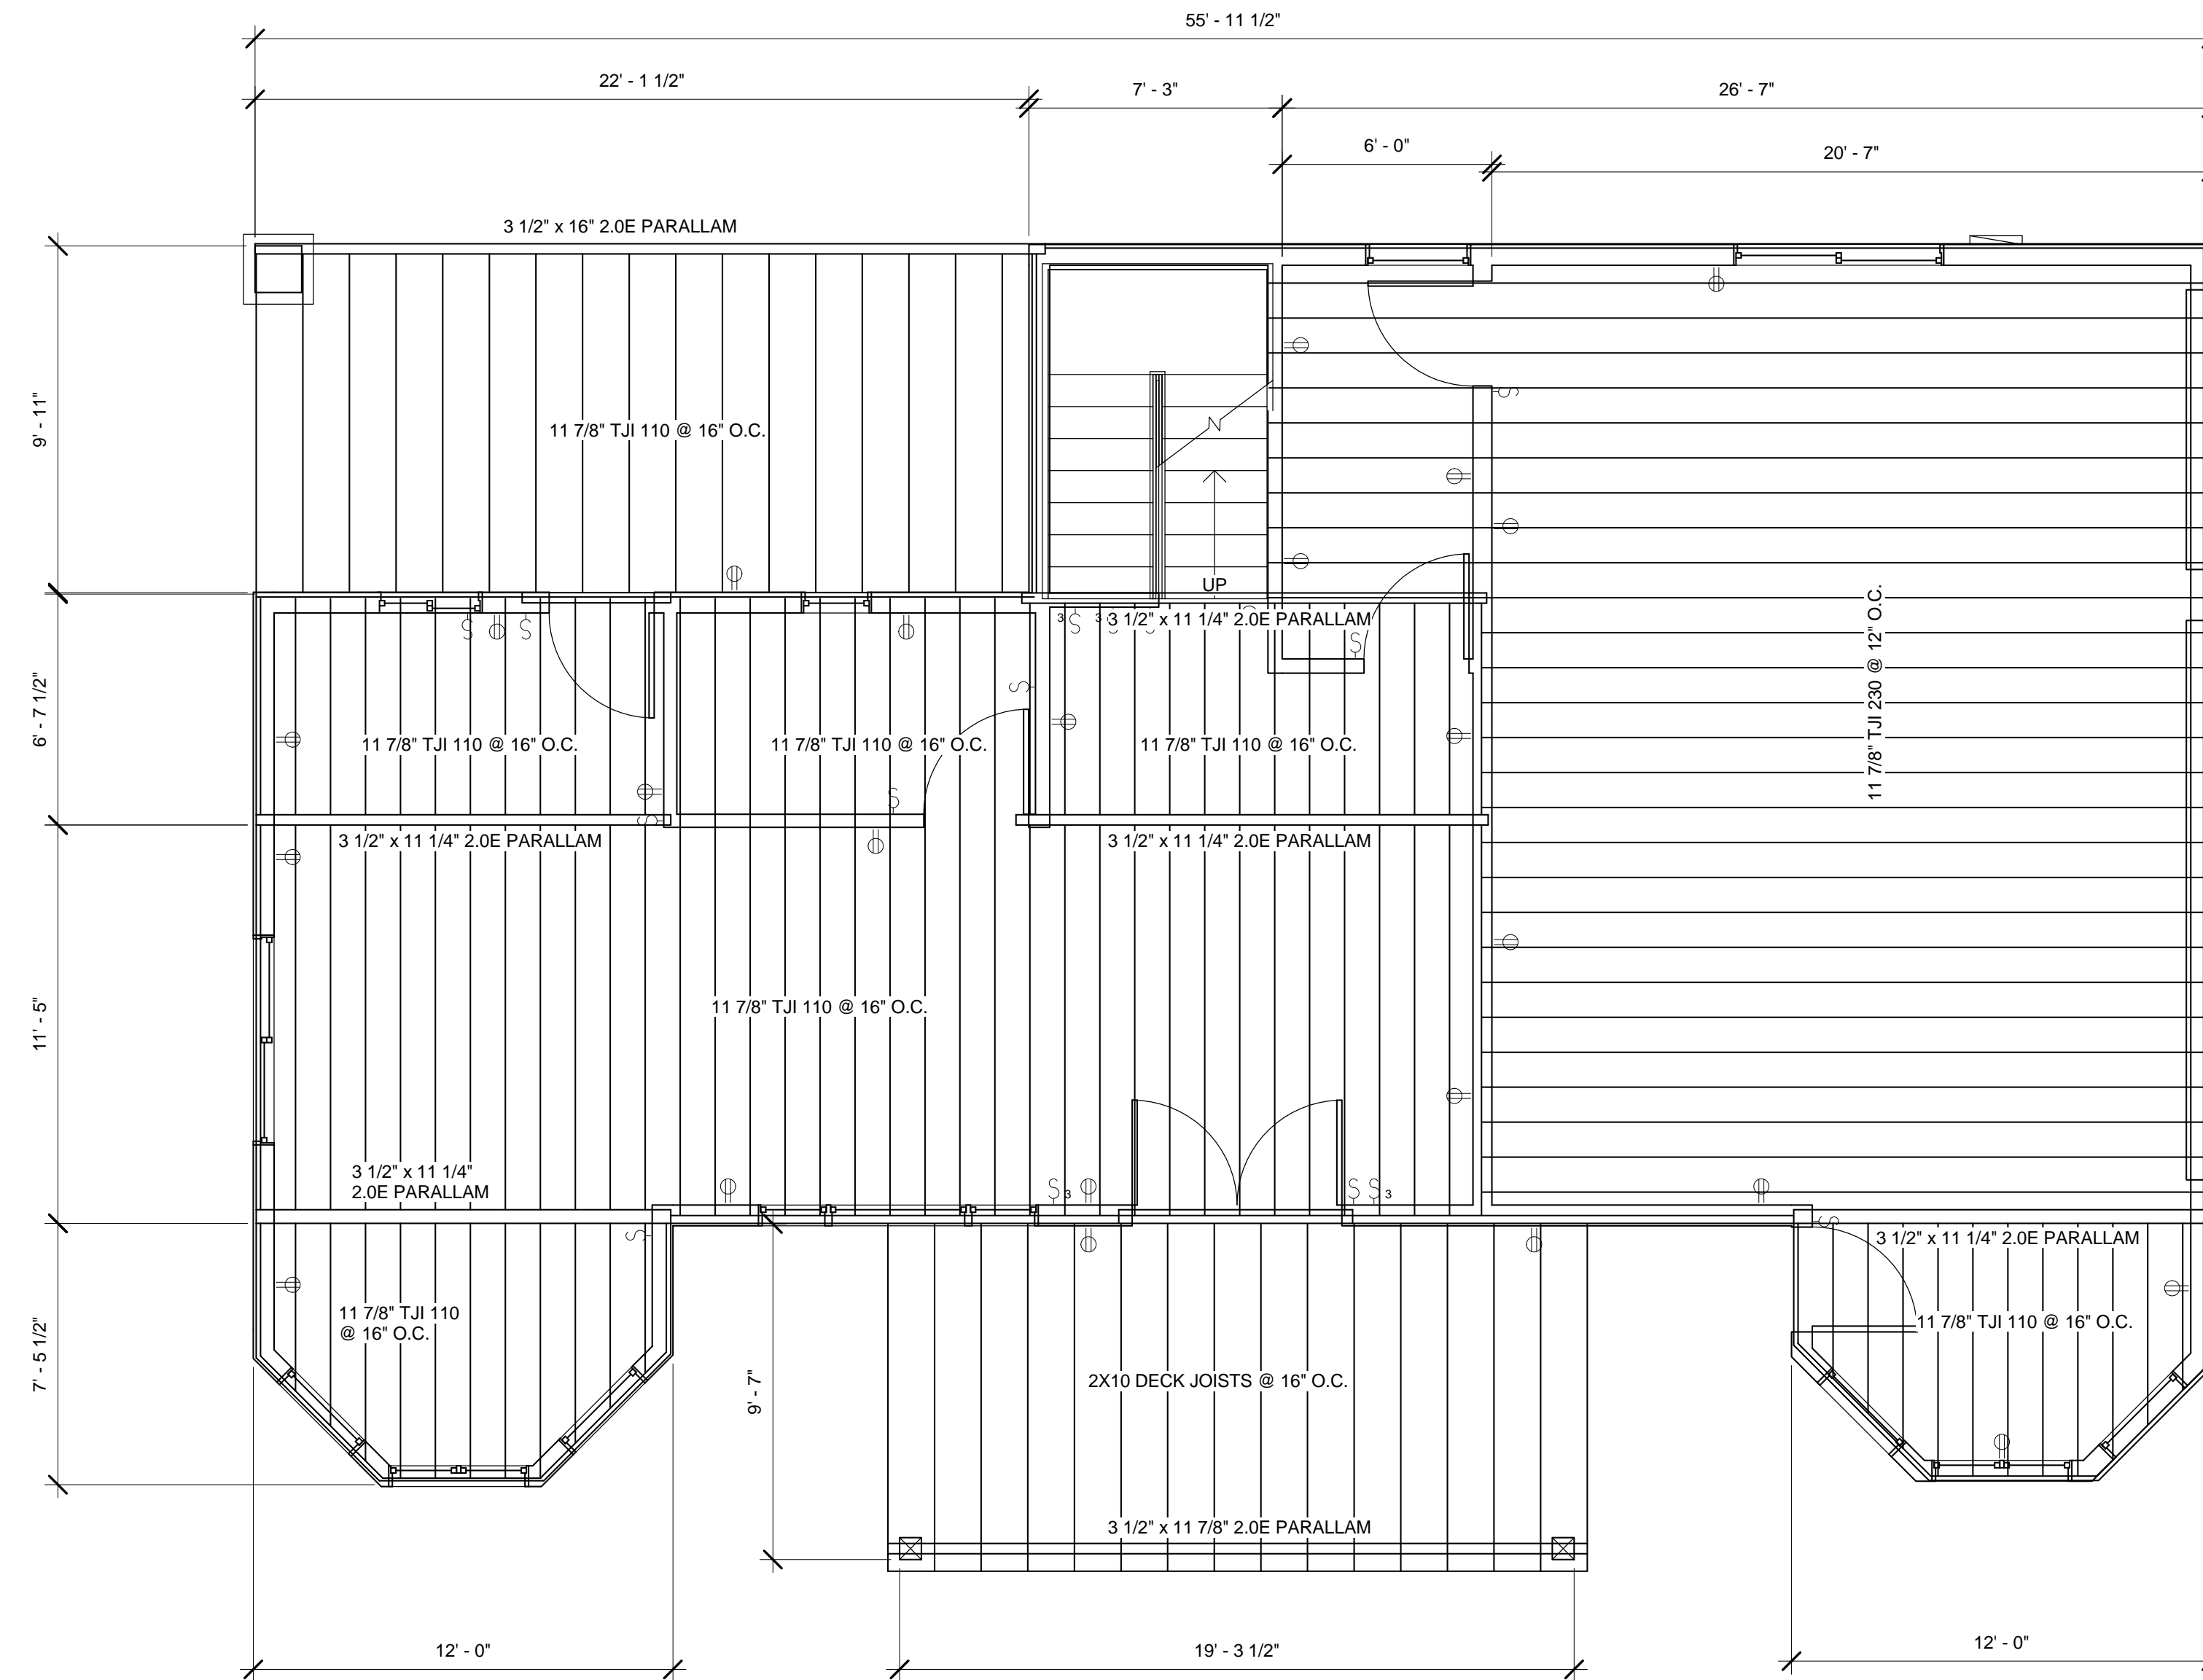 55' - 11 1/2"
22' - 1 1/2"
7' - 3"
26' - 7"
6' - 0"
20' - 7"
3 1/2" x 16" 2.0E PARALLAM
9' - 11"
11 7/8" TJI 110 @ 16" O.C.
N
UP
3
S
3
S
S
3 1/2" x 11 1/4" 2.0E PARALLAM
S
S
S
S
S
11 7/8" TJI 230 @ 12" O.C.
6' - 7 1/2"
S
11 7/8" TJI 110 @ 16" O.C.
11 7/8" TJI 110 @ 16" O.C.
11 7/8" TJI 110 @ 16" O.C.
S
S
3 1/2" x 11 1/4" 2.0E PARALLAM
3 1/2" x 11 1/4" 2.0E PARALLAM
11' - 5"
11 7/8" TJI 110 @ 16" O.C.
3 1/2" x 11 1/4"
2.0E PARALLAM
S 3
S S 3
S
S
3 1/2" x 11 1/4" 2.0E PARALLAM
7' - 5 1/2"
11 7/8" TJI 110
@ 16" O.C.
11 7/8" TJI 110 @ 16" O.C.
9' - 7"
2X10 DECK JOISTS @ 16" O.C.
3 1/2" x 11 7/8" 2.0E PARALLAM
12' - 0"
19' - 3 1/2"
12' - 0"